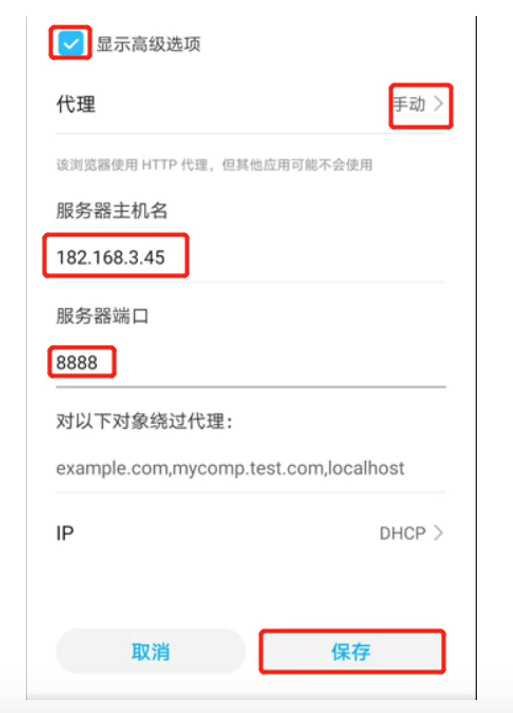 显示高级选项
代理
手动
该浏览器使用 HTTP 代理，但其他应用可能不会使用
服务器主机名
182.168.3.45
服务器端口
8888
对以下对象绕过代理：
example.com,mycomp.test.com,localhost
IP
DHCP
取消
保存